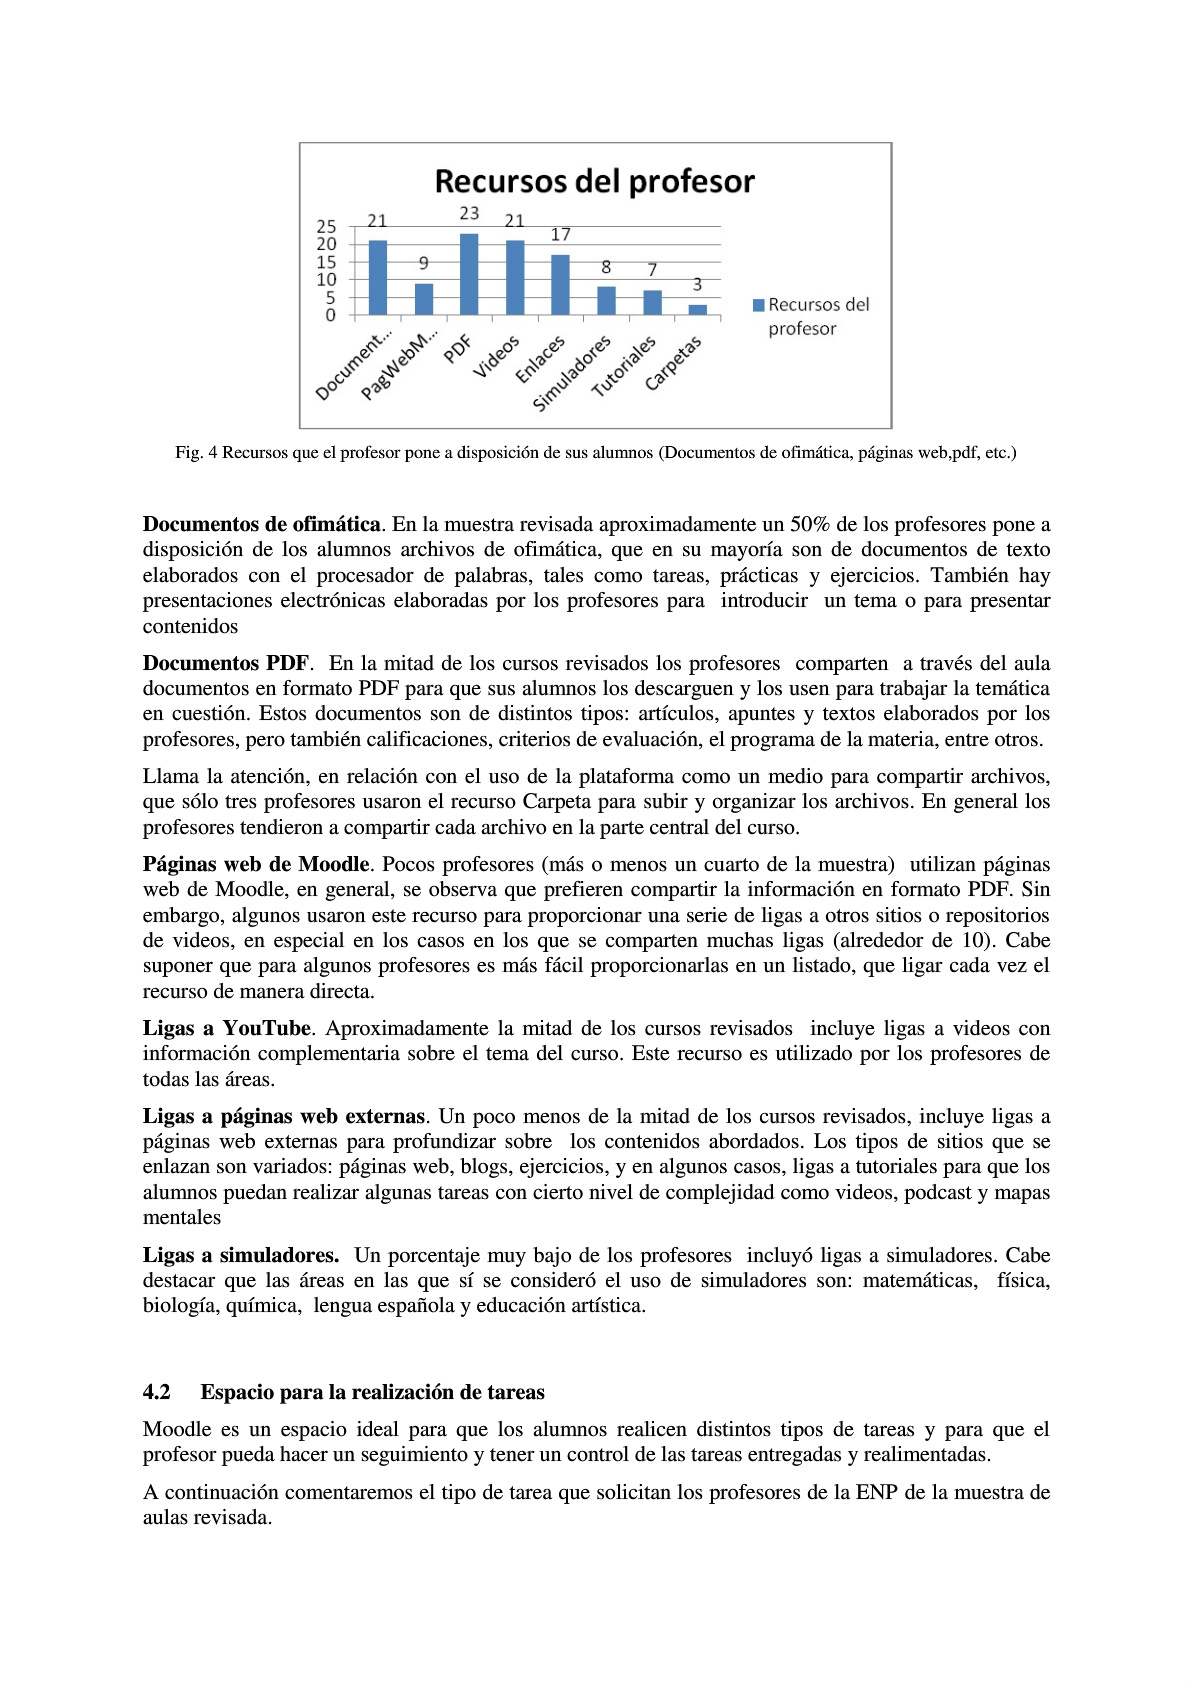 Recursos del profesor
25
20
15
10
5
0
21
9
23
21
17
8
7
3
Document...
PagWebM...
PDF
Videos
Enlaces
Simuladores
Tutoriales
Carpetas
Recursos del
profesor
Fig. 4 Recursos que el profesor pone a disposición de sus alumnos (Documentos de ofimática, páginas web,pdf, etc.)
Documentos de ofimática. En la muestra revisada aproximadamente un 50% de los profesores pone a
disposición de los alumnos archivos de ofimática, que en su mayoría son de documentos de texto
elaborados con el procesador de palabras, tales como tareas, prácticas y ejercicios. También hay
presentaciones electrónicas elaboradas por los profesores para introducir un tema o para presentar
contenidos
Documentos PDF. En la mitad de los cursos revisados los profesores comparten a través del aula
documentos en formato PDF para que sus alumnos los descarguen y los usen para trabajar la temática
en cuestión. Estos documentos son de distintos tipos: artículos, apuntes y textos elaborados por los
profesores, pero también calificaciones, criterios de evaluación, el programa de la materia, entre otros.
Llama la atención, en relación con el uso de la plataforma como un medio para compartir archivos,
que sólo tres profesores usaron el recurso Carpeta para subir y organizar los archivos. En general los
profesores tendieron a compartir cada archivo en la parte central del curso.
Páginas web de Moodle. Pocos profesores (más o menos un cuarto de la muestra) utilizan páginas
web de Moodle, en general, se observa que prefieren compartir la información en formato PDF. Sin
embargo, algunos usaron este recurso para proporcionar una serie de ligas a otros sitios o repositorios
de videos, en especial en los casos en los que se comparten muchas ligas (alrededor de 10). Cabe
suponer que para algunos profesores es más fácil proporcionarlas en un listado, que ligar cada vez el
recurso de manera directa.
Ligas a YouTube. Aproximadamente la mitad de los cursos revisados incluye ligas a videos con
información complementaria sobre el tema del curso. Este recurso es utilizado por los profesores de
todas las áreas.
Ligas a páginas web externas. Un poco menos de la mitad de los cursos revisados, incluye ligas a
páginas web externas para profundizar sobre los contenidos abordados. Los tipos de sitios que se
enlazan son variados: páginas web, blogs, ejercicios, y en algunos casos, ligas a tutoriales para que los
alumnos puedan realizar algunas tareas con cierto nivel de complejidad como videos, podcast y mapas
mentales
Ligas a simuladores. Un porcentaje muy bajo de los profesores incluyó ligas a simuladores. Cabe
destacar que las áreas en las que sí se consideró el uso de simuladores son: matemáticas, física,
biología, química, lengua española y educación artística.
4.2 Espacio para la realización de tareas
Moodle es un espacio ideal para que los alumnos realicen distintos tipos de tareas y para que el
profesor pueda hacer un seguimiento y tener un control de las tareas entregadas y realimentadas.
A continuación comentaremos el tipo de tarea que solicitan los profesores de la ENP de la muestra de
aulas revisada.